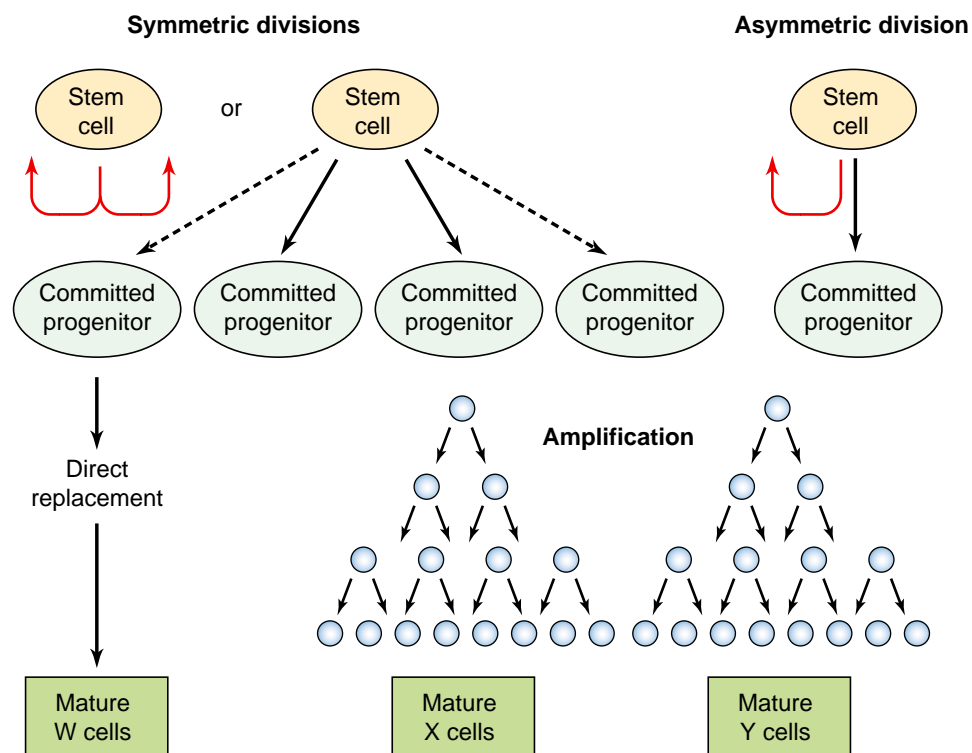 Symmetric divisions
Asymmetric division
Stem
cell
or
Stem
cell
Stem
cell
Committed
progenitor
Committed
progenitor
Committed
progenitor
Committed
progenitor
Committed
progenitor
Amplification
Direct
replacement
Mature
W cells
Mature
X cells
Mature
Y cells